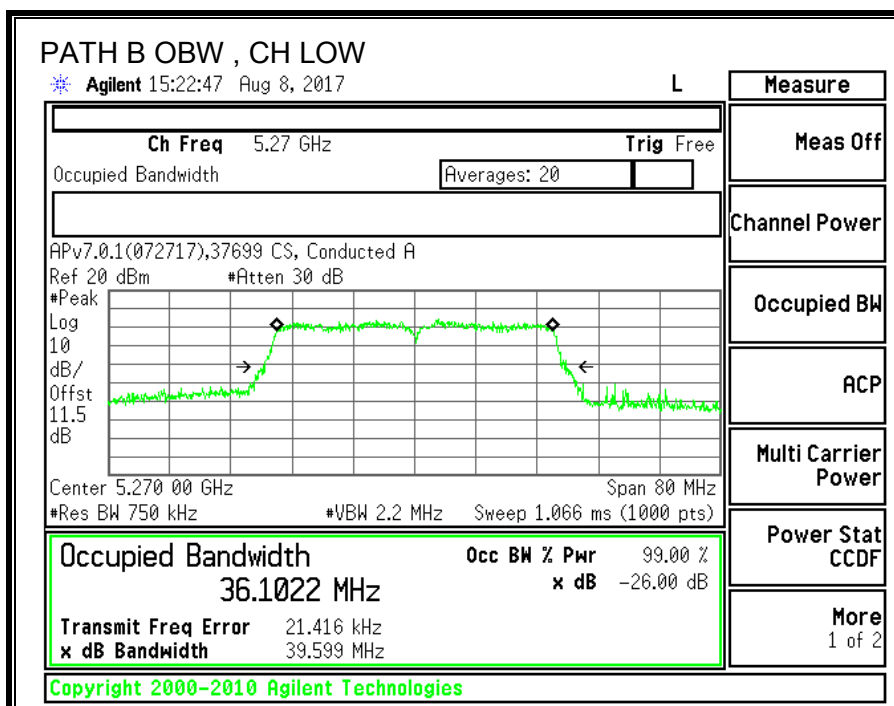 PATH B OBW , CH LOW
Agilent 15:22:47 Aug 8, 2017 L
Measure
Ch Freq 5.27 GHz Trig Free
Meas Off
Occupied Bandwidth Averages: 20
Channel Power
APv7.0.1(072717),37699 CS, Conducted A
Ref 20 dBm #Atten 30 dB
#Peak
Log
10
dB/
Offst
11.5
dB
Occupied BW
ACP
Multi Carrier
Power
Center 5.270 00 GHz Span 80 MHz
#Res BW 750 kHz #VBW 2.2 MHz Sweep 1.066 ms (1000 pts)
Power Stat
CCDF
Occupied Bandwidth Occ BW % Pwr 99.00 %
36.1022 MHz x dB -26.00 dB
Transmit Freq Error 21.416 kHz
x dB Bandwidth 39.599 MHz
More
1 of 2
Copyright 2000-2010 Agilent Technologies